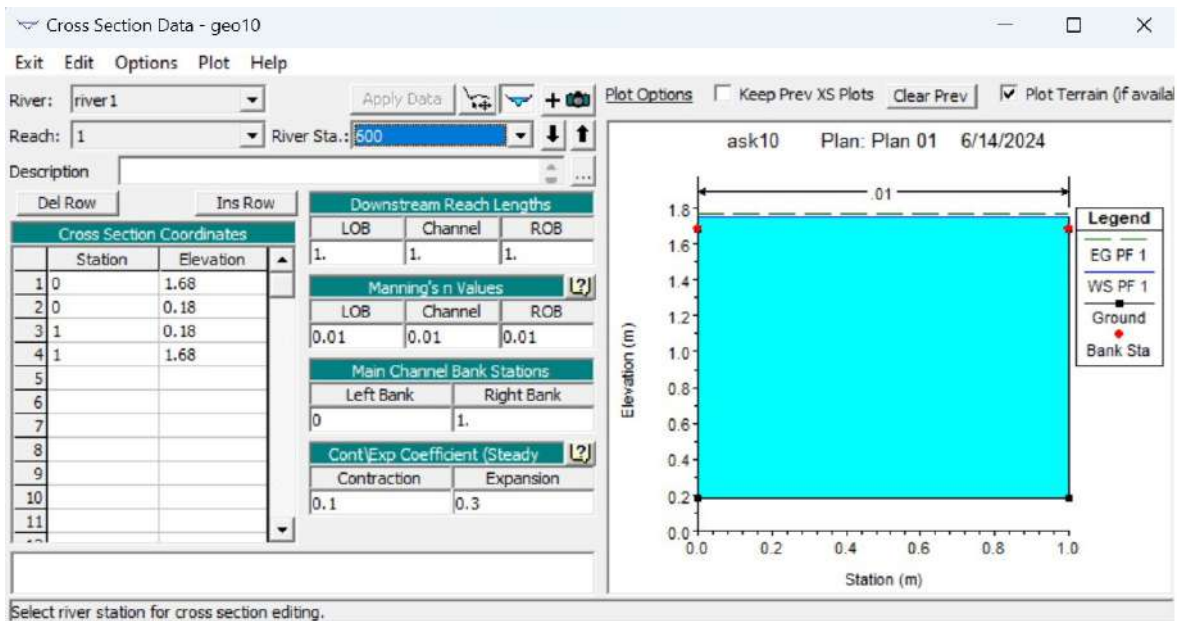 Cross Section Data - geo10
Exit Edit Options Plot Help
River: river1 Apply Data Plot Options Keep Prev XS Plots Clear Prev Plot Terrain (if availa
Reach: 1 River Sta.: 600
Description ...
Del Row Ins Row
Cross Section Coordinates
Station Elevation
1 0 1.68
2 0 0.18
3 1 0.18
4 1 1.68
5
6
7
8
9
10
11
Downstream Reach Lengths
LOB Channel ROB
1. 1. 1.
Manning's n Values
LOB Channel ROB
0.01 0.01 0.01
Main Channel Bank Stations
Left Bank Right Bank
0 1.
Cont\Exp Coefficient (Steady
Contraction Expansion
0.1 0.3
ask10 Plan: Plan 01 6/14/2024
.01
1.8
1.6
1.4
1.2
1.0
0.8
0.6
0.4
0.2
0.0
Elevation (m)
0.0 0.2 0.4 0.6 0.8 1.0
Station (m)
Legend
EG PF 1
WS PF 1
Ground
Bank Sta
Select river station for cross section editing.